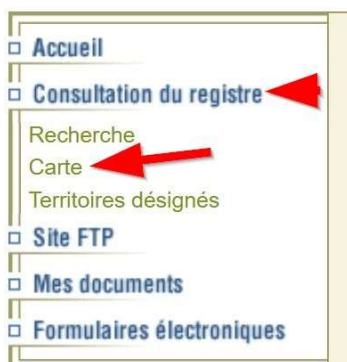 Accueil
Consultation du registre
Recherche
Carte
Territoires désignés
Site FTP
Mes documents
Formulaires électroniques